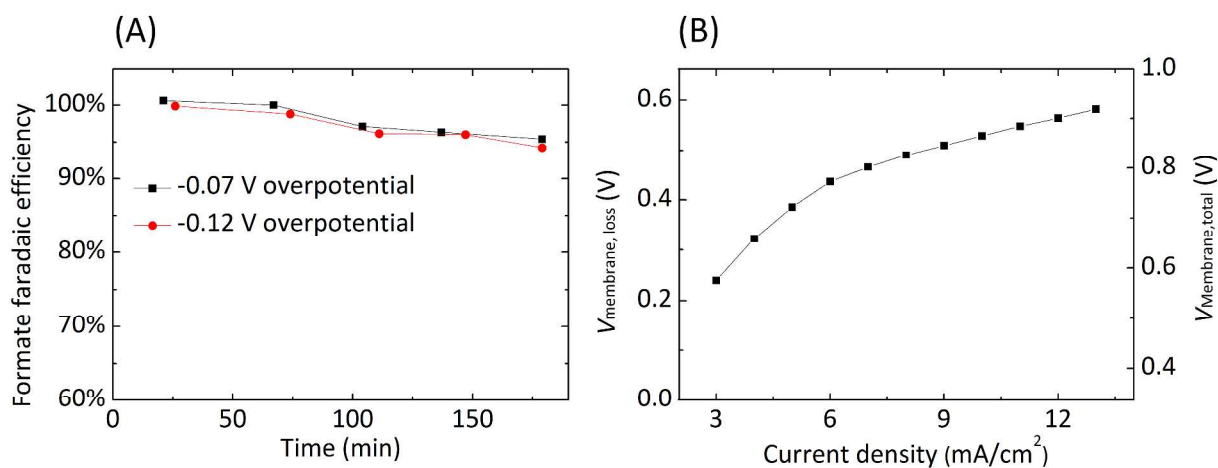 (A)
Formate faradaic efficiency
100%
90%
80%
70%
60%
-0.07 V overpotential
-0.12 V overpotential
0
50
100
150
Time (min)
(B)
V membrane, loss (V)
0.6
0.4
0.2
0.0
3
6
9
12
Current density (mA/cm²)
1.0
0.8
0.6
0.4
V Membrane,total (V)